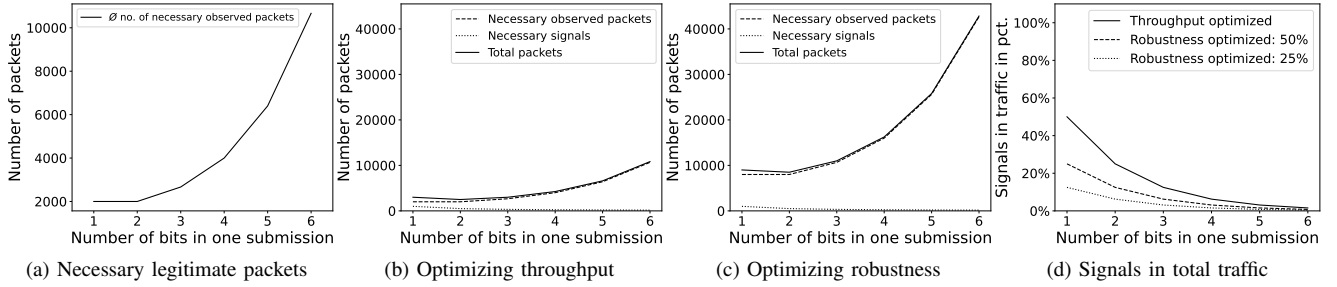 Number of packets
10000
8000
6000
4000
2000
Ø no. of necessary observed packets
1 2 3 4 5 6
Number of bits in one submission
(a) Necessary legitimate packets
Number of packets
40000
30000
20000
10000
0
Necessary observed packets
Necessary signals
Total packets
1 2 3 4 5 6
Number of bits in one submission
(b) Optimizing throughput
Number of packets
40000
30000
20000
10000
0
Necessary observed packets
Necessary signals
Total packets
1 2 3 4 5 6
Number of bits in one submission
(c) Optimizing robustness
Signals in traffic in pct.
100%
80%
60%
40%
20%
0%
Throughput optimized
Robustness optimized: 50%
Robustness optimized: 25%
1 2 3 4 5 6
Number of bits in one submission
(d) Signals in total traffic